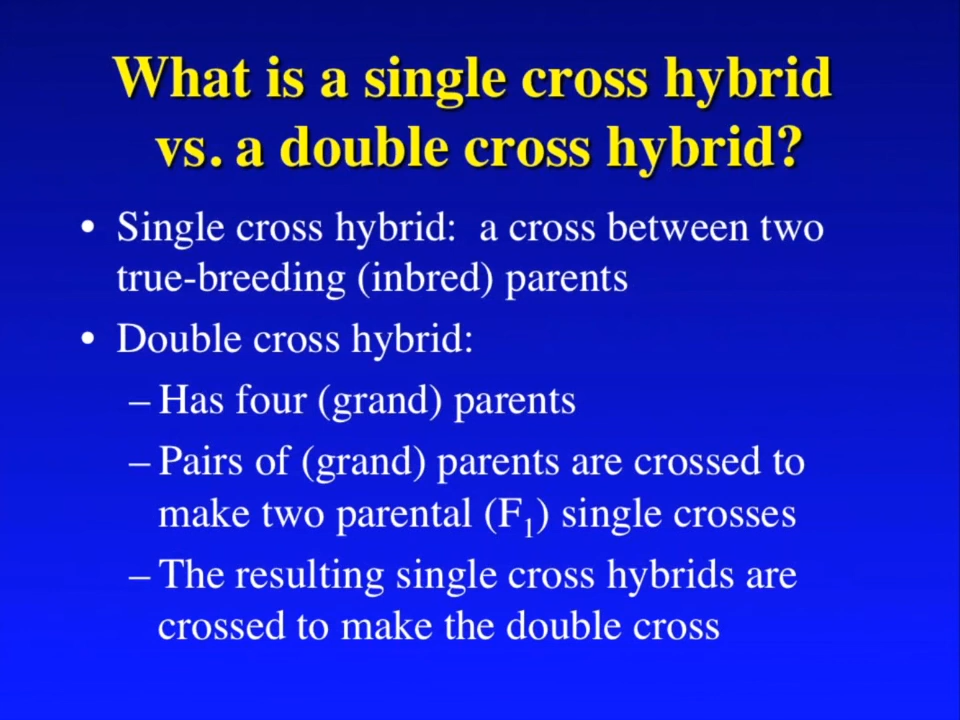 What is a single cross hybrid
vs. a double cross hybrid?
• Single cross hybrid:  a cross between two
true-breeding (inbred) parents
• Double cross hybrid:
– Has four (grand) parents
– Pairs of (grand) parents are crossed to
make two parental (F₁) single crosses
– The resulting single cross hybrids are
crossed to make the double cross